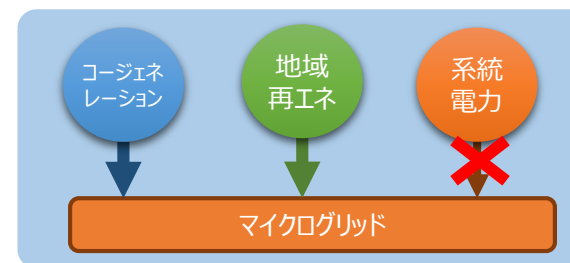 コージェネ
レーション
地域
再エネ
系統
電力
マイクログリッド